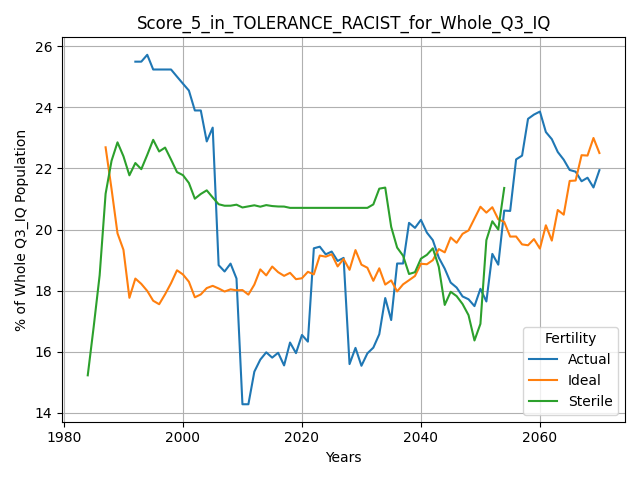 Score_5_in_TOLERANCE_RACIST_for_Whole_Q3_IQ
% of Whole Q3_IQ Population
26
24
22
20
18
16
14
1980
2000
2020
2040
2060
Years
Fertility
Actual
Ideal
Sterile